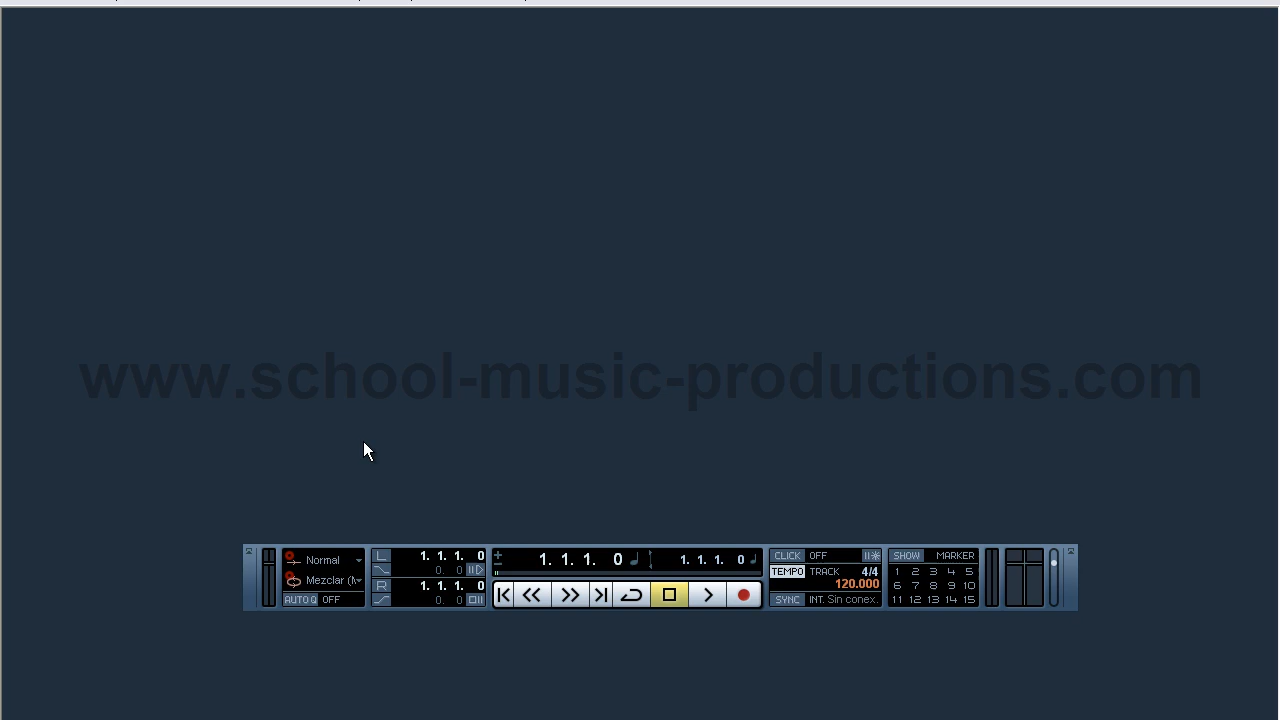 www.school-music-productions.com
Normal
Mezclar (M
AUTO Q OFF
L 1. 1. 1. 0
0. 0
R 1. 1. 1. 0
0. 0
1. 1. 1. 0
1. 1. 1. 0
CLICK OFF
TEMPO TRACK 4/4
120.000
SYNC INT. Sin conex.
SHOW MARKER
1 2 3 4 5
6 7 8 9 10
11 12 13 14 15